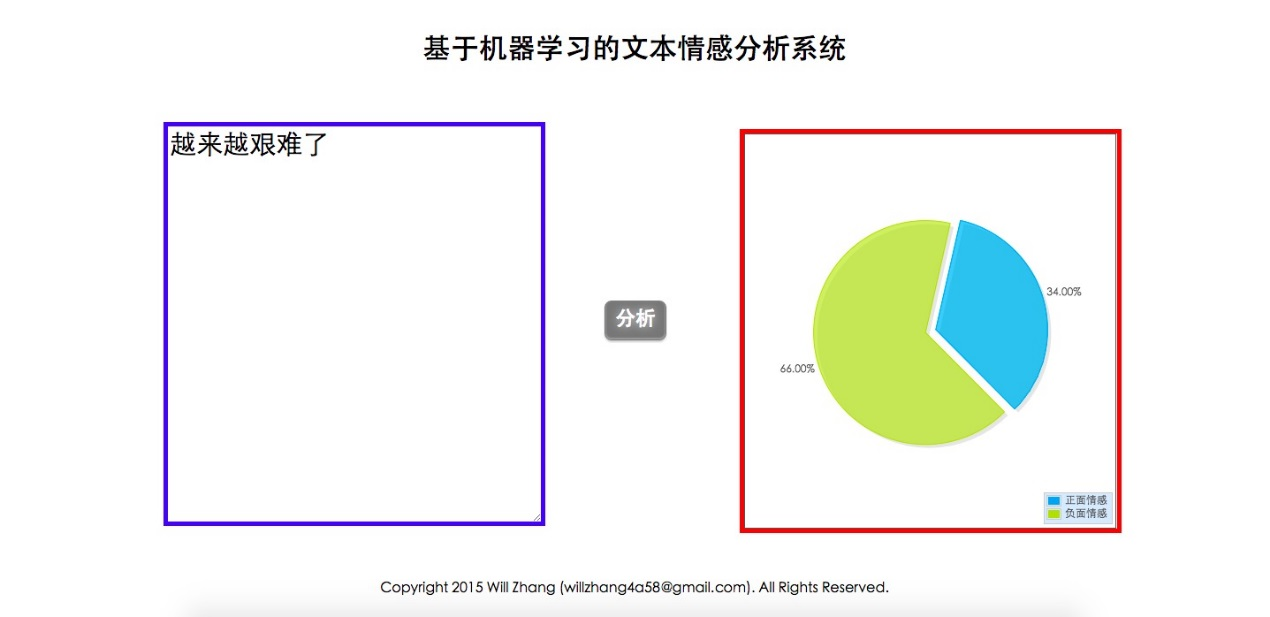 基于机器学习的文本情感分析系统
越来越艰难了
分析
34.00%
66.00%
正面情感
负面情感
Copyright 2015 Will Zhang (willzhang4a58@gmail.com). All Rights Reserved.